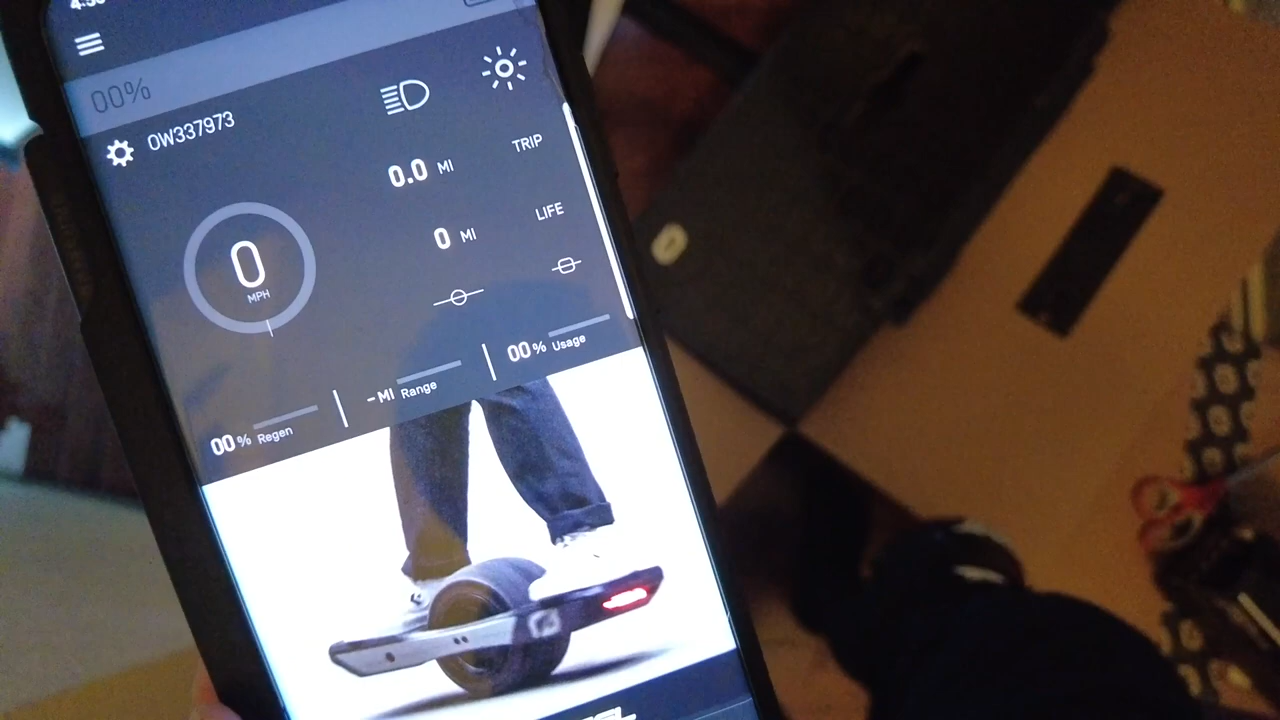 00%
OW337973
TRIP
0.0 MI
LIFE
0 MI
0
MPH
00% Regen
- MI Range
00% Usage